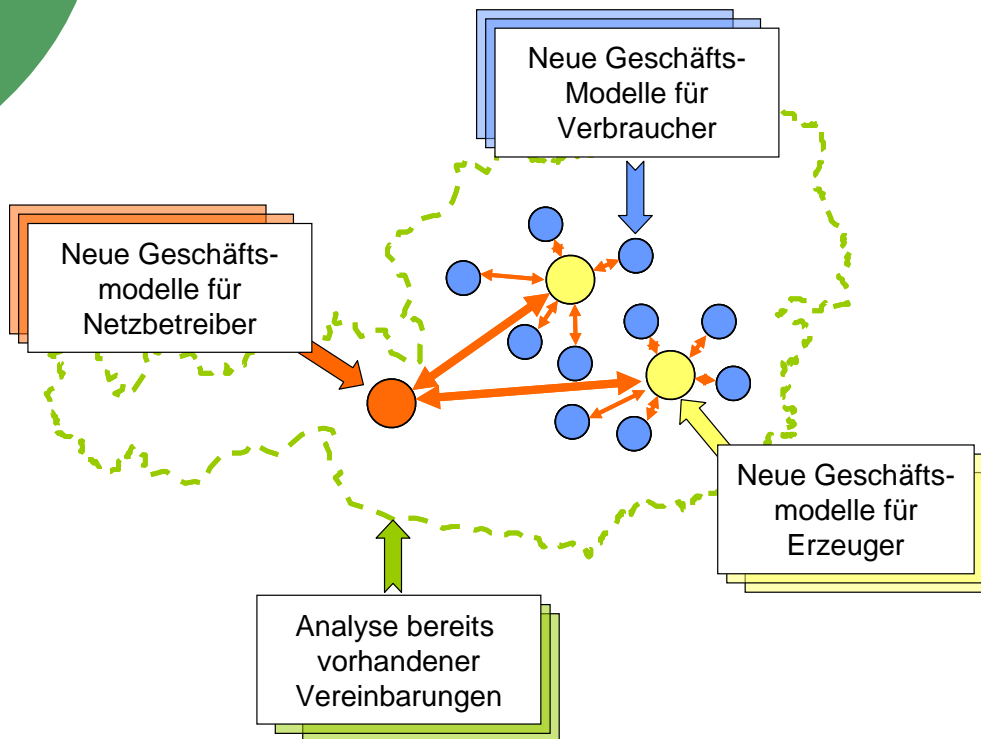 Neue Geschäfts-
Modelle für
Verbraucher
Neue Geschäfts-
modelle für
Netzbetreiber
Neue Geschäfts-
modelle für
Erzeuger
Analyse bereits
vorhandener
Vereinbarungen